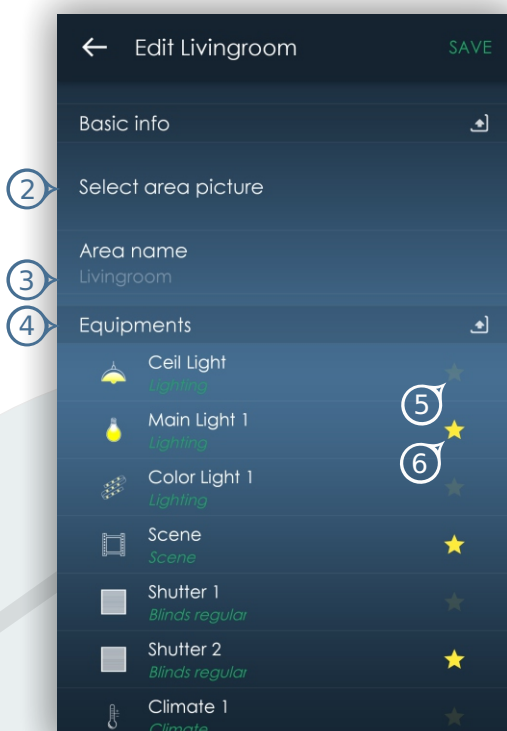 Edit Livingroom SAVE
Basic info
2 Select area picture
Area name
3 Livingroom
4 Equipments
Ceil Light
Lighting
5
Main Light 1
Lighting
6
Color Light 1
Lighting
Scene
Scene
Shutter 1
Blinds regular
Shutter 2
Blinds regular
Climate 1
Climate